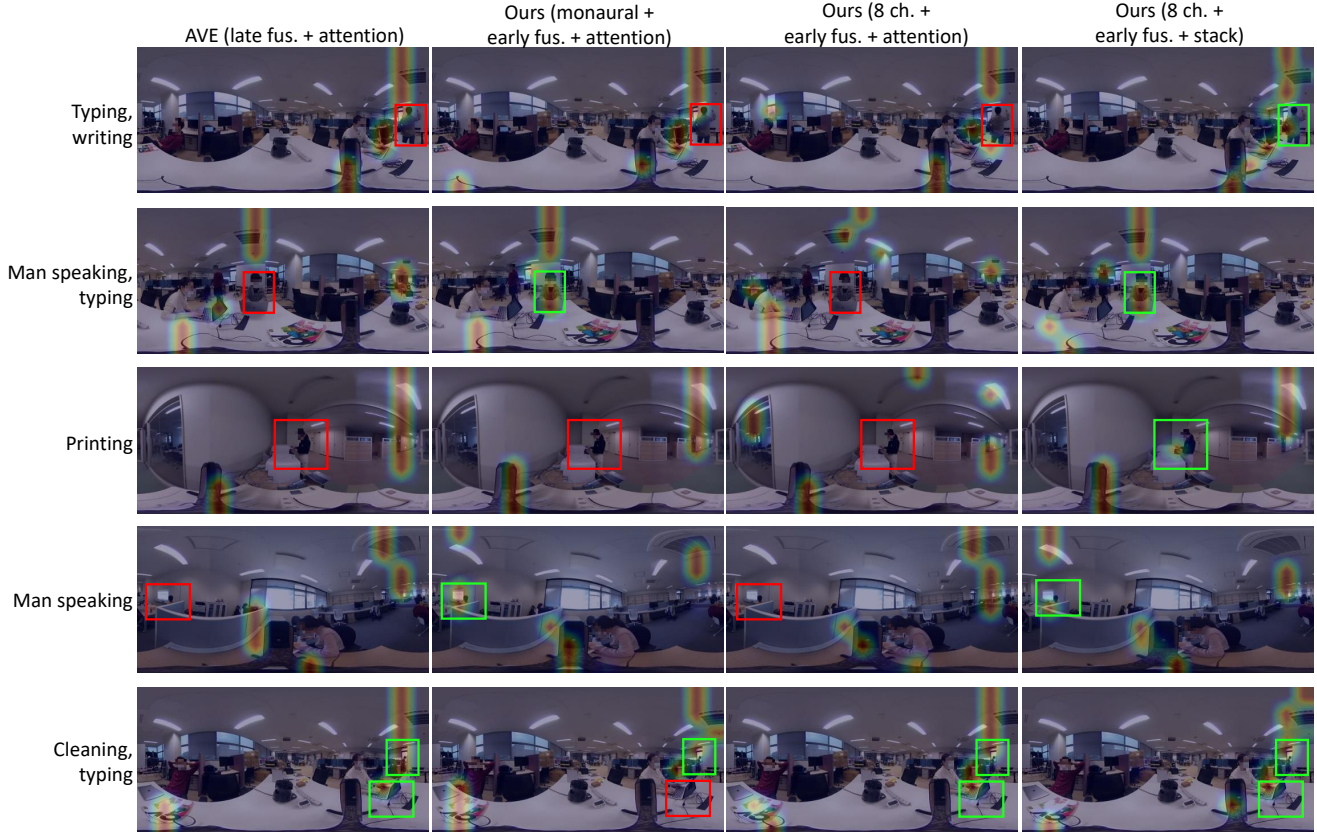 AVE (late fus. + attention)
Ours (monaural +
early fus. + attention)
Ours (8 ch. +
early fus. + attention)
Ours (8 ch. +
early fus. + stack)
Typing,
writing
Man speaking,
typing
Printing
Man speaking
Cleaning,
typing